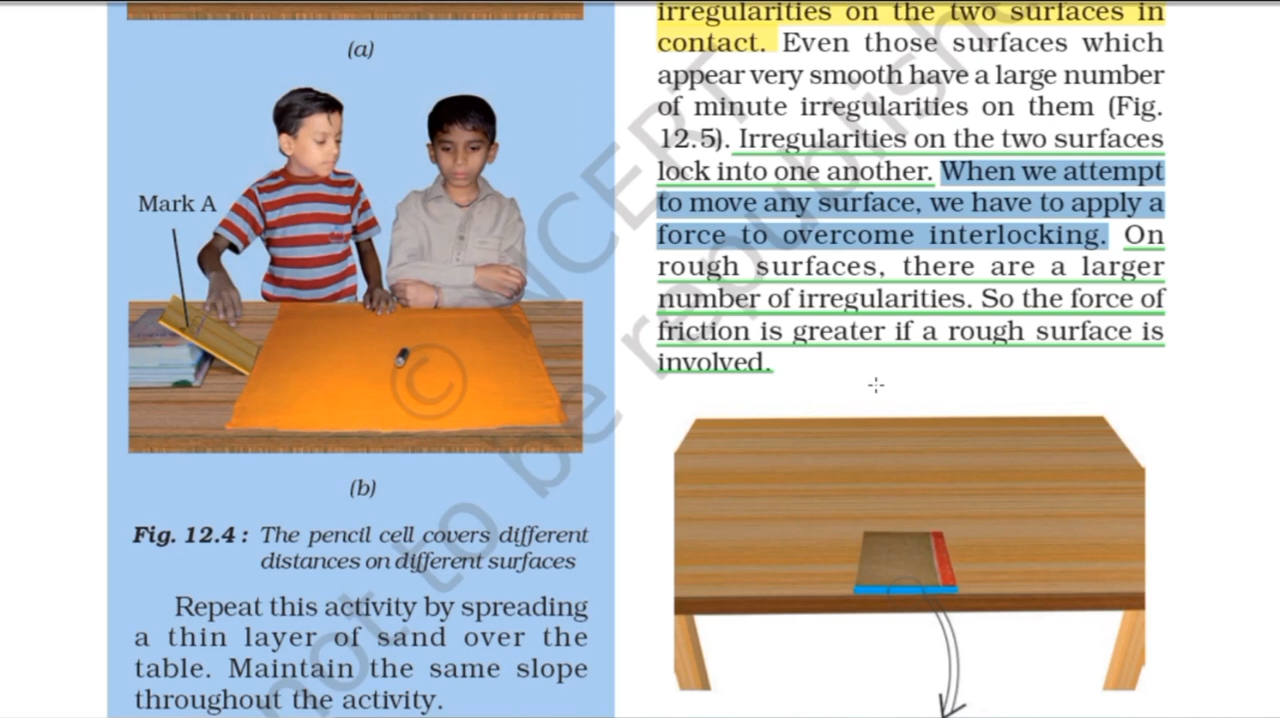 (a)
Mark A
(b)
Fig. 12.4 : The pencil cell covers different
distances on different surfaces
Repeat this activity by spreading
a thin layer of sand over the
table. Maintain the same slope
throughout the activity.
irregularities on the two surfaces in
contact. Even those surfaces which
appear very smooth have a large number
of minute irregularities on them (Fig.
12.5). Irregularities on the two surfaces
lock into one another. When we attempt
to move any surface, we have to apply a
force to overcome interlocking. On
rough surfaces, there are a larger
number of irregularities. So the force of
friction is greater if a rough surface is
involved.
© NCERT
not to be republished